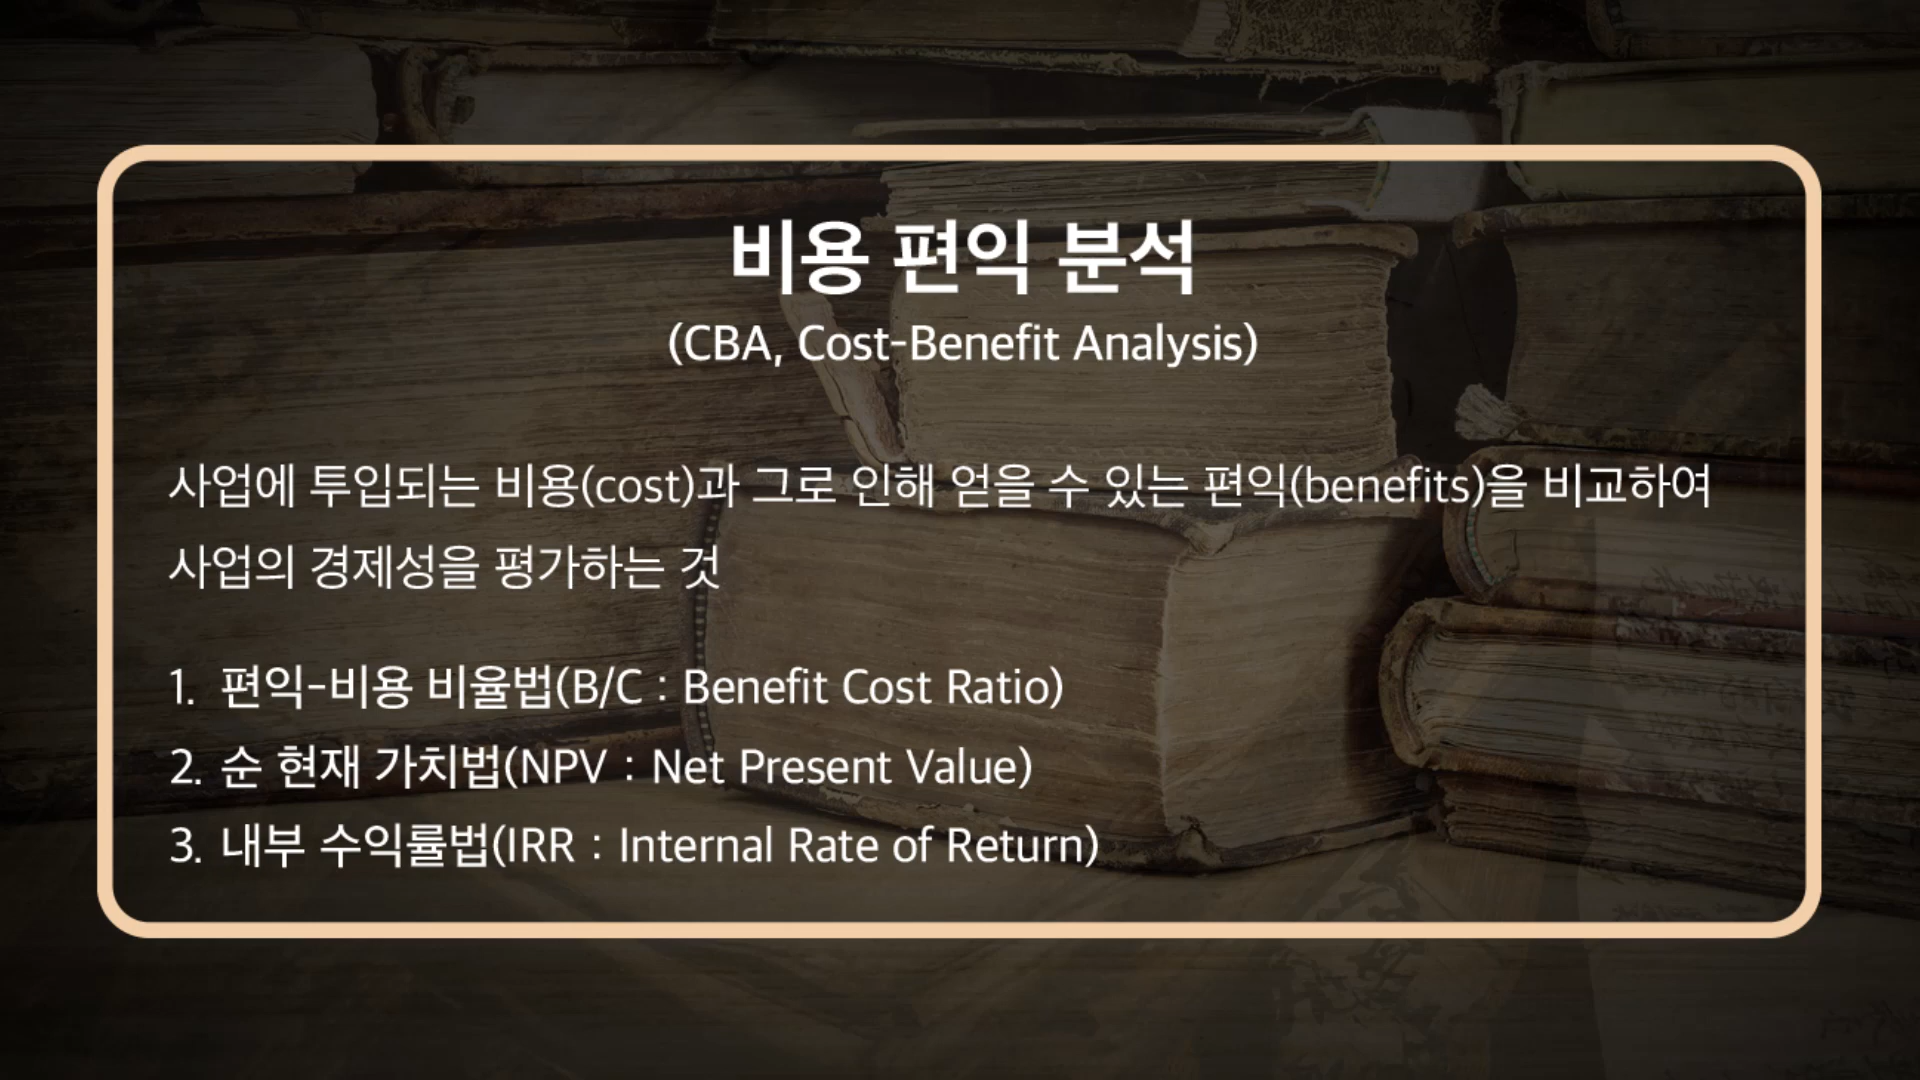 비용 편익 분석
(CBA, Cost-Benefit Analysis)
사업에 투입되는 비용(cost)과 그로 인해 얻을 수 있는 편익(benefits)을 비교하여
사업의 경제성을 평가하는 것
1. 편익-비용 비율법(B/C : Benefit Cost Ratio)
2. 순 현재 가치법(NPV : Net Present Value)
3. 내부 수익률법(IRR : Internal Rate of Return)